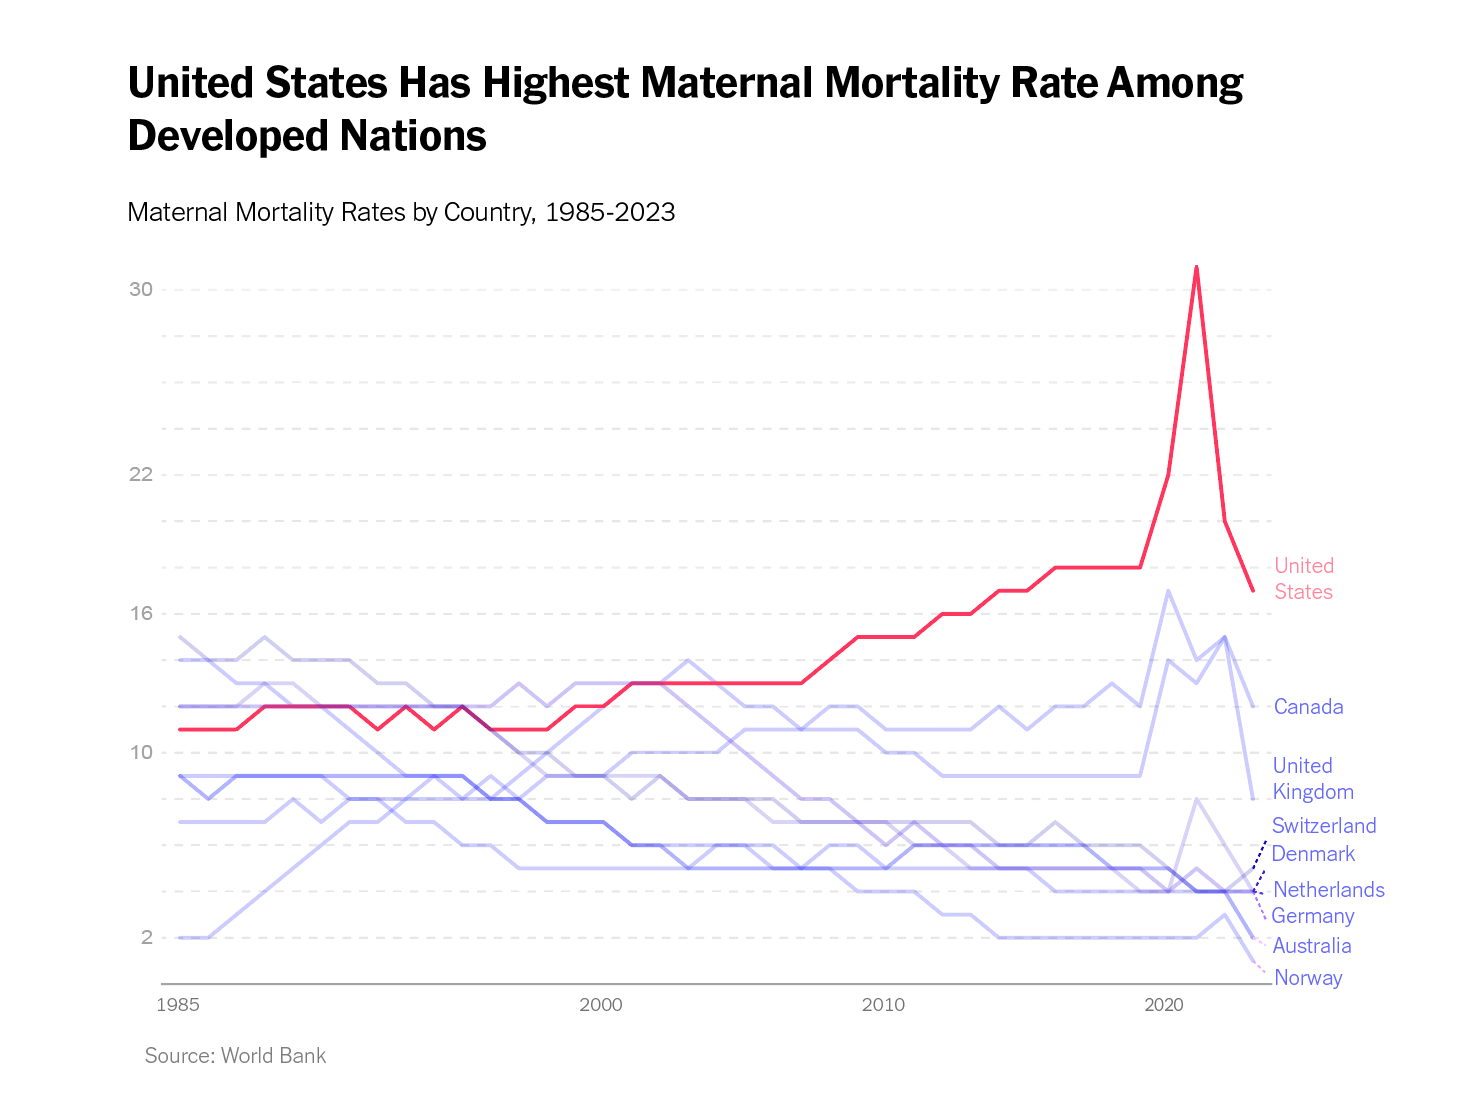 United States Has Highest Maternal Mortality Rate Among
Developed Nations
Maternal Mortality Rates by Country, 1985-2023
30
22
16
10
2
United
States
Canada
United
Kingdom
Switzerland
Denmark
Netherlands
Germany
Australia
Norway
1985
2000
2010
2020
Source: World Bank